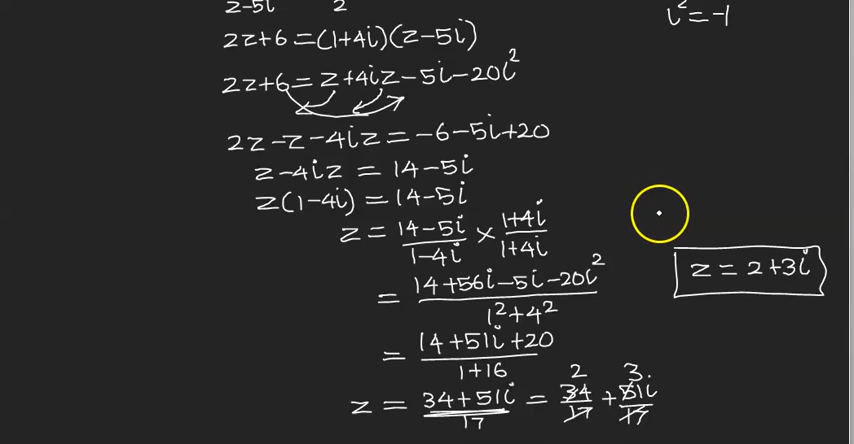 z-5i 2
i² = -1
2z+6 = (1+4i)(z-5i)
2z+6 = z+4iz-5i-20i²
2z-z-4iz = -6-5i+20
z-4iz = 14-5i
z(1-4i) = 14-5i
z = 14-5i/1-4i × 1+4i/1+4i
= 14+56i-5i-20i²/1²+4²
z = 2+3i
= 14+51i+20/1+16
2 3.
z = 34+51i/17 = 34/17 + 51i/17